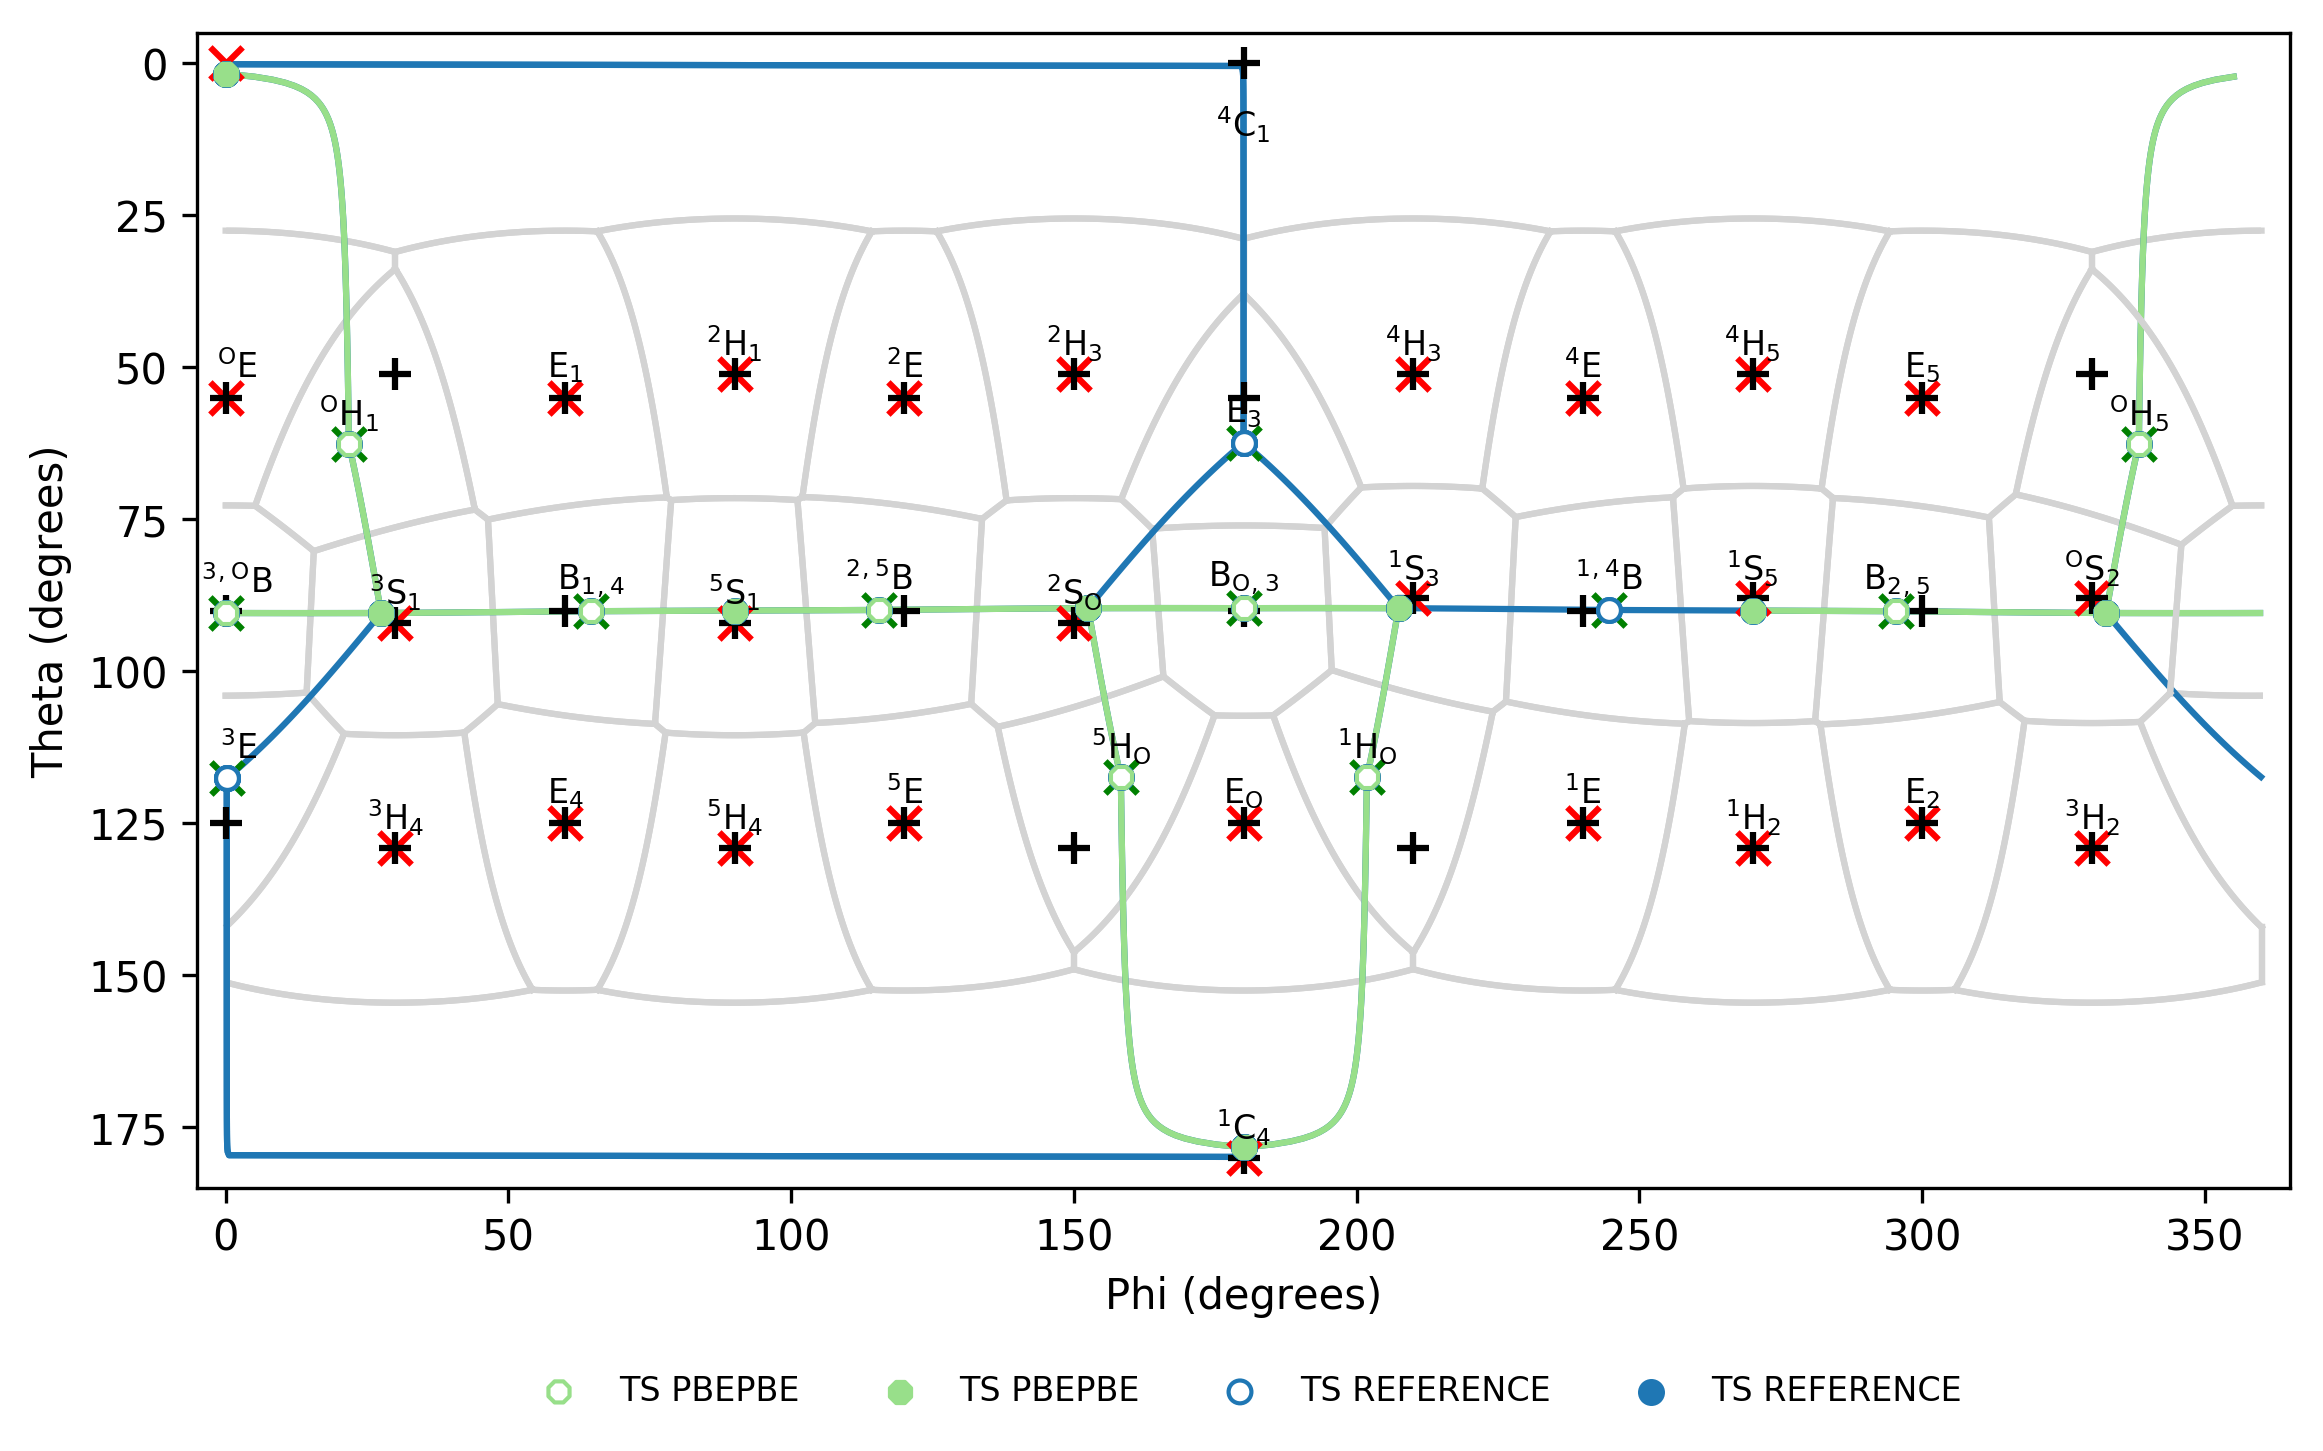 0
⁴C₁
25
²H₁ ²H₃ ⁴H₃ ⁴H₅
ᴼE E₁ ²E ⁴E E₅
50
ᴼH₁ E₃ ᴼH₅
75
³,ᴼB ³S₁ B₁,₄ ⁵S₁ ²,⁵B ²Sₒ Bₒ,₃ ¹S₃ ¹,⁴B ¹S₅ B₂,₅ ᴼS₂
100
³E ⁵Hₒ ¹Hₒ
E₄ ⁵E Eₒ ¹E E₂
³H₄ ⁵H₄ ¹H₂ ³H₂
125
150
175
¹C₄
Theta (degrees)
0 50 100 150 200 250 300 350
Phi (degrees)
TS PBEPBE TS PBEPBE TS REFERENCE TS REFERENCE